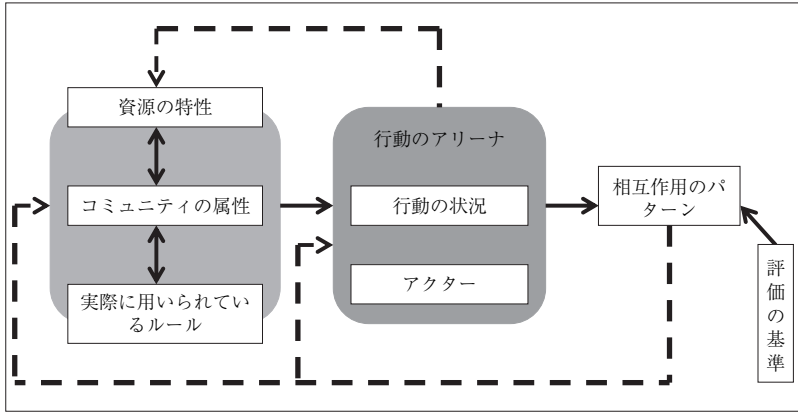 資源の特性
コミュニティの属性
実際に用いられてい
るルール
行動のアリーナ
行動の状況
アクター
相互作用のパ
ターン
評価の基準